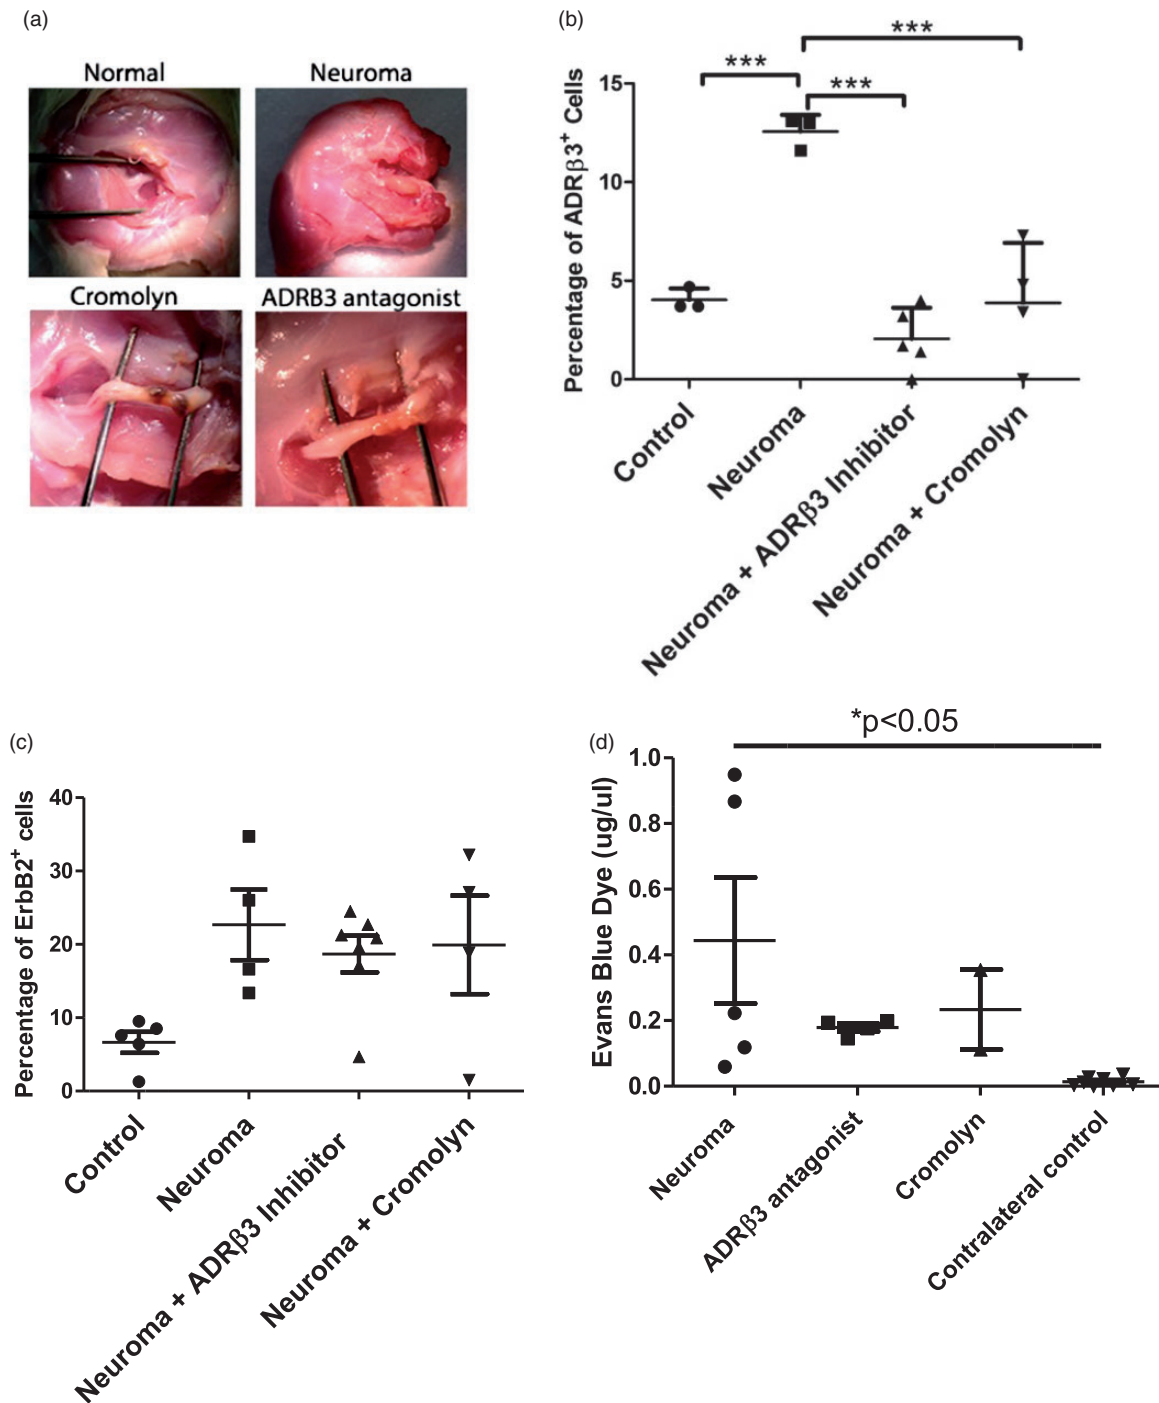 (a)
Normal
Neuroma
Cromolyn
ADRB3 antagonist
(b)
***
***
***
Percentage of ADRβ3⁺ Cells
15
10
5
0
Control
Neuroma
Neuroma + ADRβ3 Inhibitor
Neuroma + Cromolyn
(c)
Percentage of ErbB2⁺ cells
40
30
20
10
0
Control
Neuroma
Neuroma + ADRβ3 Inhibitor
Neuroma + Cromolyn
(d)
*p<0.05
Evans Blue Dye (ug/ul)
1.0
0.8
0.6
0.4
0.2
0.0
Neuroma
ADRβ3 antagonist
Cromolyn
Contralateral control